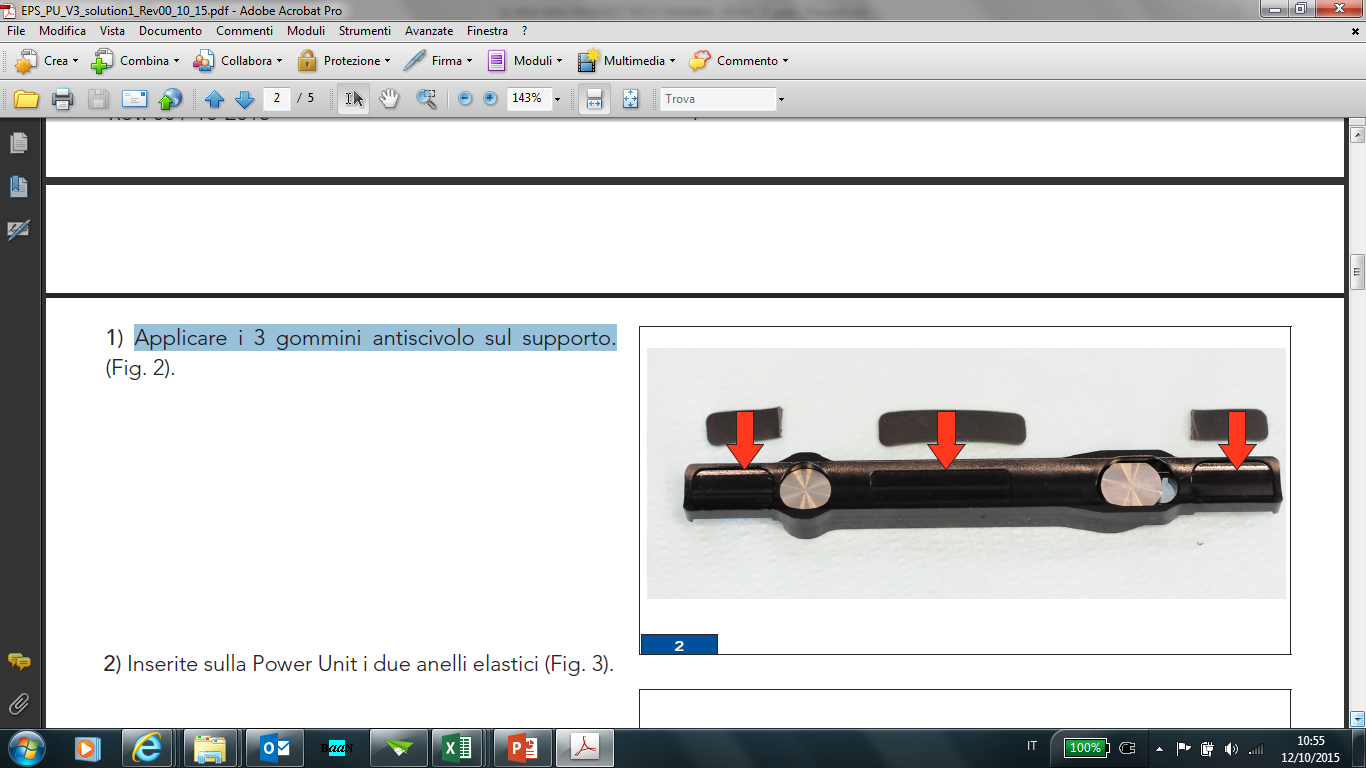 EPS_PU_V3_solution1_Rev00_10_15.pdf - Adobe Acrobat Pro
File Modifica Vista Documento Commenti Moduli Strumenti Avanzate Finestra ?
Crea Combina Collabora Protezione Firma Moduli Multimedia Commento
2 / 5 143% Trova
1) Applicare i 3 gommini antiscivolo sul supporto.
(Fig. 2).
2
2) Inserite sulla Power Unit i due anelli elastici (Fig. 3).
BaaN
IT 100% 10:55
12/10/2015